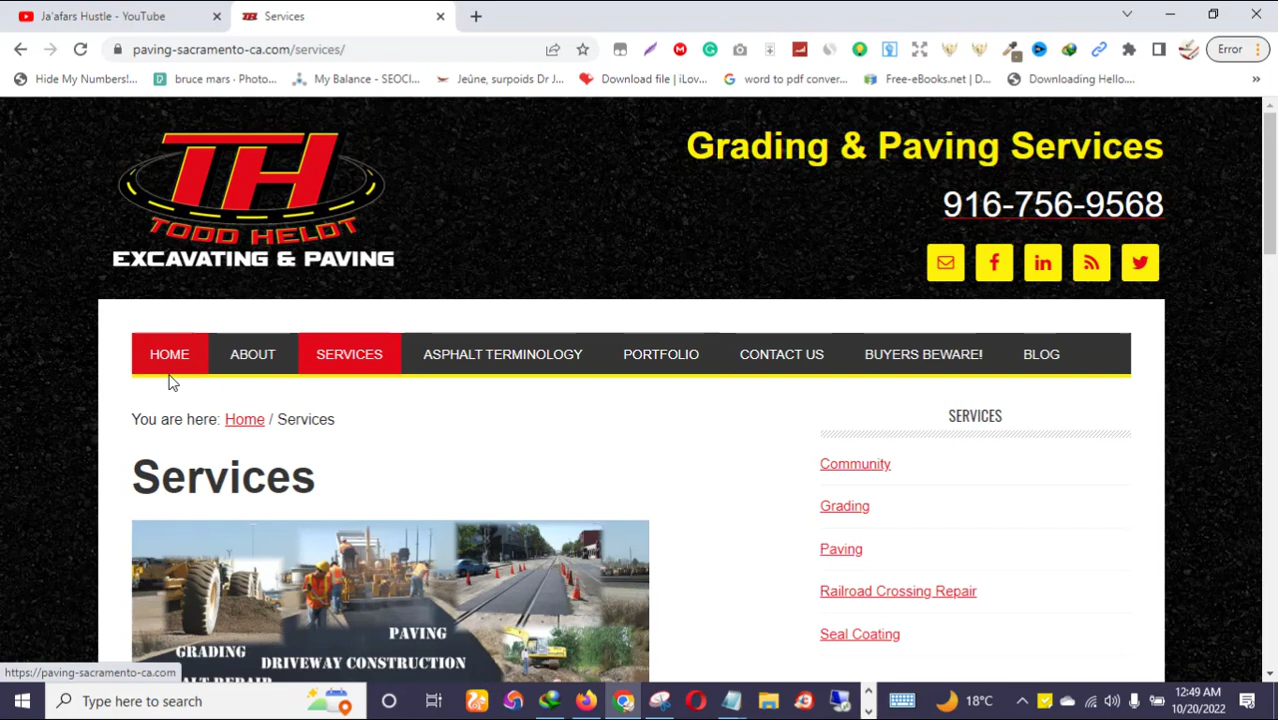 Ja'afars Hustle - YouTube
Services
paving-sacramento-ca.com/services/
Error
Hide My Numbers!...
bruce mars · Photo...
My Balance - SEOCl...
Jeûne, surpoids Dr J...
Download file | iLov...
word to pdf conver...
Free-eBooks.net | D...
Downloading Hello....
TH
TODD HELDT
EXCAVATING & PAVING
Grading & Paving Services
916-756-9568
HOME
ABOUT
SERVICES
ASPHALT TERMINOLOGY
PORTFOLIO
CONTACT US
BUYERS BEWARE!
BLOG
You are here: Home / Services
Services
PAVING
GRADING
DRIVEWAY CONSTRUCTION
SERVICES
Community
Grading
Paving
Railroad Crossing Repair
Seal Coating
https://paving-sacramento-ca.com
Type here to search
18°C
12:49 AM
10/20/2022